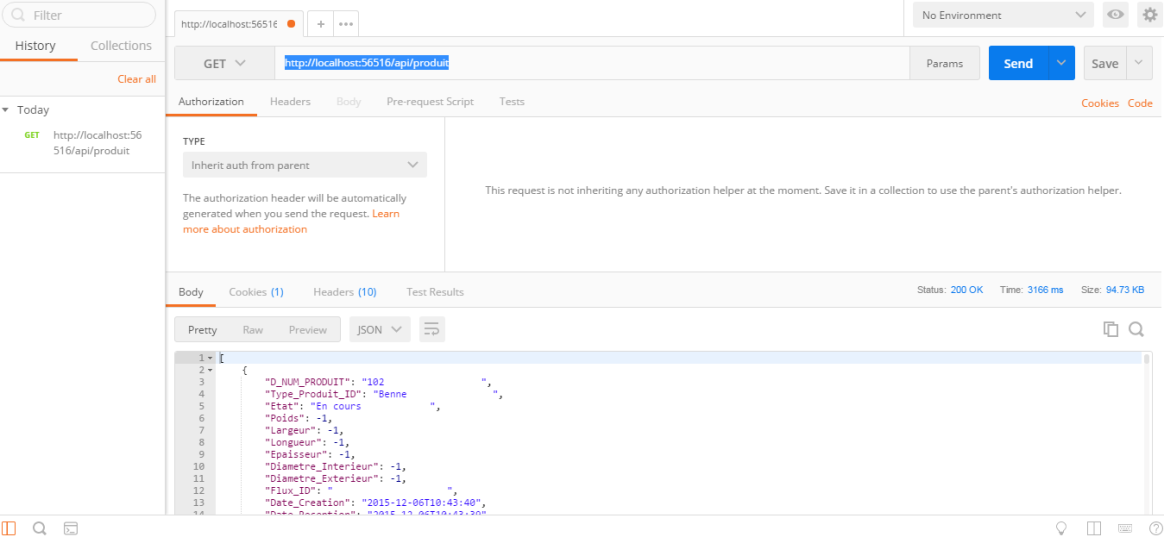 Filter
History Collections
Clear all
Today
GET http://localhost:56
516/api/produit
http://localhost:5651
No Environment
GET http://localhost:56516/api/produit Params Send Save
Authorization Headers Body Pre-request Script Tests Cookies Code
TYPE
Inherit auth from parent
The authorization header will be automatically
generated when you send the request. Learn
more about authorization
This request is not inheriting any authorization helper at the moment. Save it in a collection to use the parent's authorization helper.
Body Cookies (1) Headers (10) Test Results Status: 200 OK Time: 3166 ms Size: 94.73 KB
Pretty Raw Preview JSON
1 [
2 {
3 "D_NUM_PRODUIT": "102 ",
4 "Type_Produit_ID": "Benne ",
5 "Etat": "En cours ",
6 "Poids": -1,
7 "Largeur": -1,
8 "Longueur": -1,
9 "Epaisseur": -1,
10 "Diametre_Interieur": -1,
11 "Diametre_Exterieur": -1,
12 "Flux_ID": " ",
13 "Date_Creation": "2015-12-06T10:43:40",